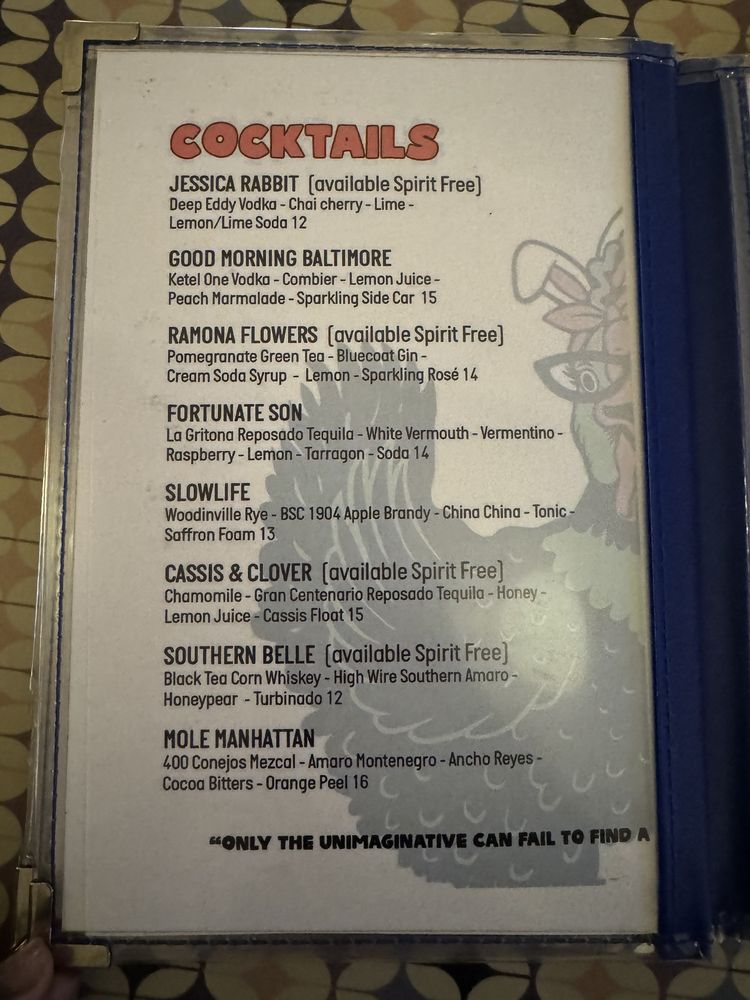 COCKTAILS
JESSICA RABBIT (available Spirit Free)
Deep Eddy Vodka - Chai cherry - Lime -
Lemon/Lime Soda 12
GOOD MORNING BALTIMORE
Ketel One Vodka - Combier - Lemon Juice -
Peach Marmalade - Sparkling Side Car 15
RAMONA FLOWERS (available Spirit Free)
Pomegranate Green Tea - Bluecoat Gin -
Cream Soda Syrup - Lemon - Sparkling Rosé 14
FORTUNATE SON
La Gritona Reposado Tequila - White Vermouth - Vermentino -
Raspberry - Lemon - Tarragon - Soda 14
SLOWLIFE
Woodinville Rye - BSC 1904 Apple Brandy - China China - Tonic -
Saffron Foam 13
CASSIS & CLOVER (available Spirit Free)
Chamomile - Gran Centenario Reposado Tequila - Honey -
Lemon Juice - Cassis Float 15
SOUTHERN BELLE (available Spirit Free)
Black Tea Corn Whiskey - High Wire Southern Amaro -
Honeypear - Turbinado 12
MOLE MANHATTAN
400 Conejos Mezcal - Amaro Montenegro - Ancho Reyes -
Cocoa Bitters - Orange Peel 16
“ONLY THE UNIMAGINATIVE CAN FAIL TO FIND A